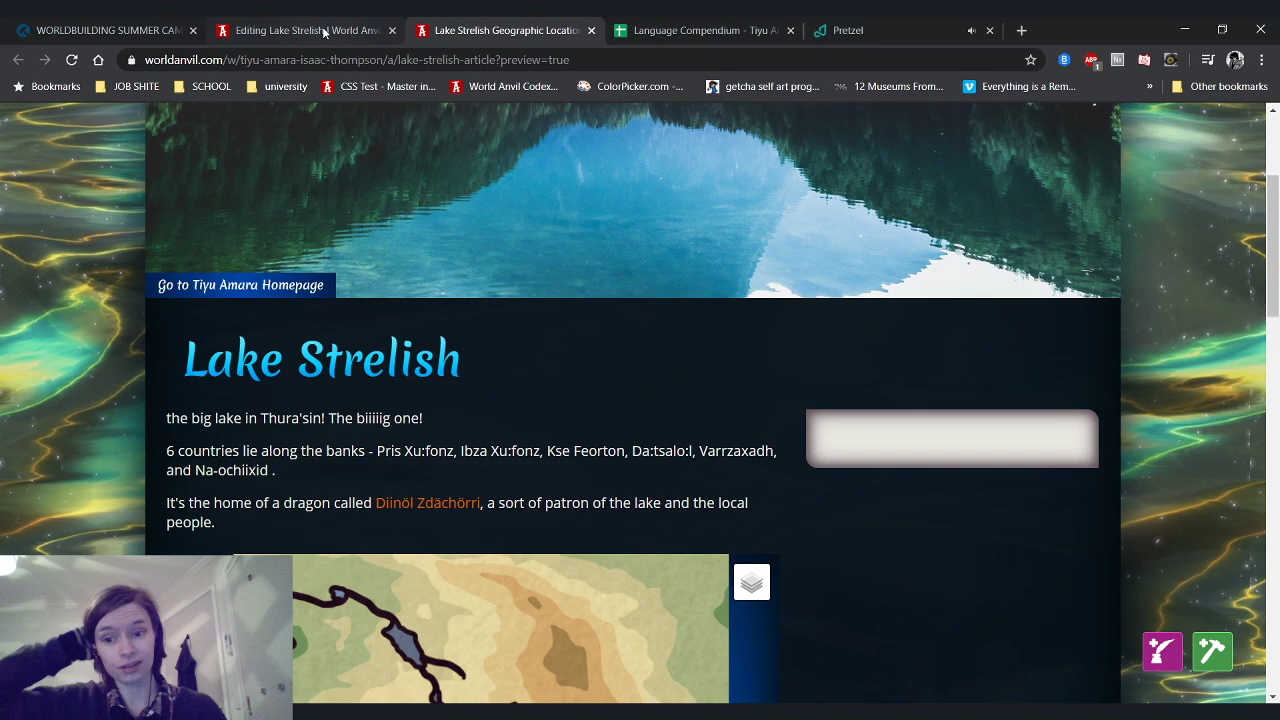 WORLDBUILDING SUMMER CAM
Editing Lake Strelish | World Anvi
Lake Strelish Geographic Locatio
Language Compendium - Tiyu A
Pretzel
worldanvil.com/w/tiyu-amara-isaac-thompson/a/lake-strelish-article?preview=true
Bookmarks
JOB SHITE
SCHOOL
university
CSS Test - Master in...
World Anvil Codex...
ColorPicker.com -...
getcha self art prog...
12 Museums From...
Everything is a Rem...
»
Other bookmarks
Go to Tiyu Amara Homepage
Lake Strelish
the big lake in Thura'sin! The biiiiig one!
6 countries lie along the banks - Pris Xu:fonz, Ibza Xu:fonz, Kse Feorton, Da:tsalo:l, Varrzaxadh,
and Na-ochiixid .
It's the home of a dragon called Diinöl Zdächörri, a sort of patron of the lake and the local
people.